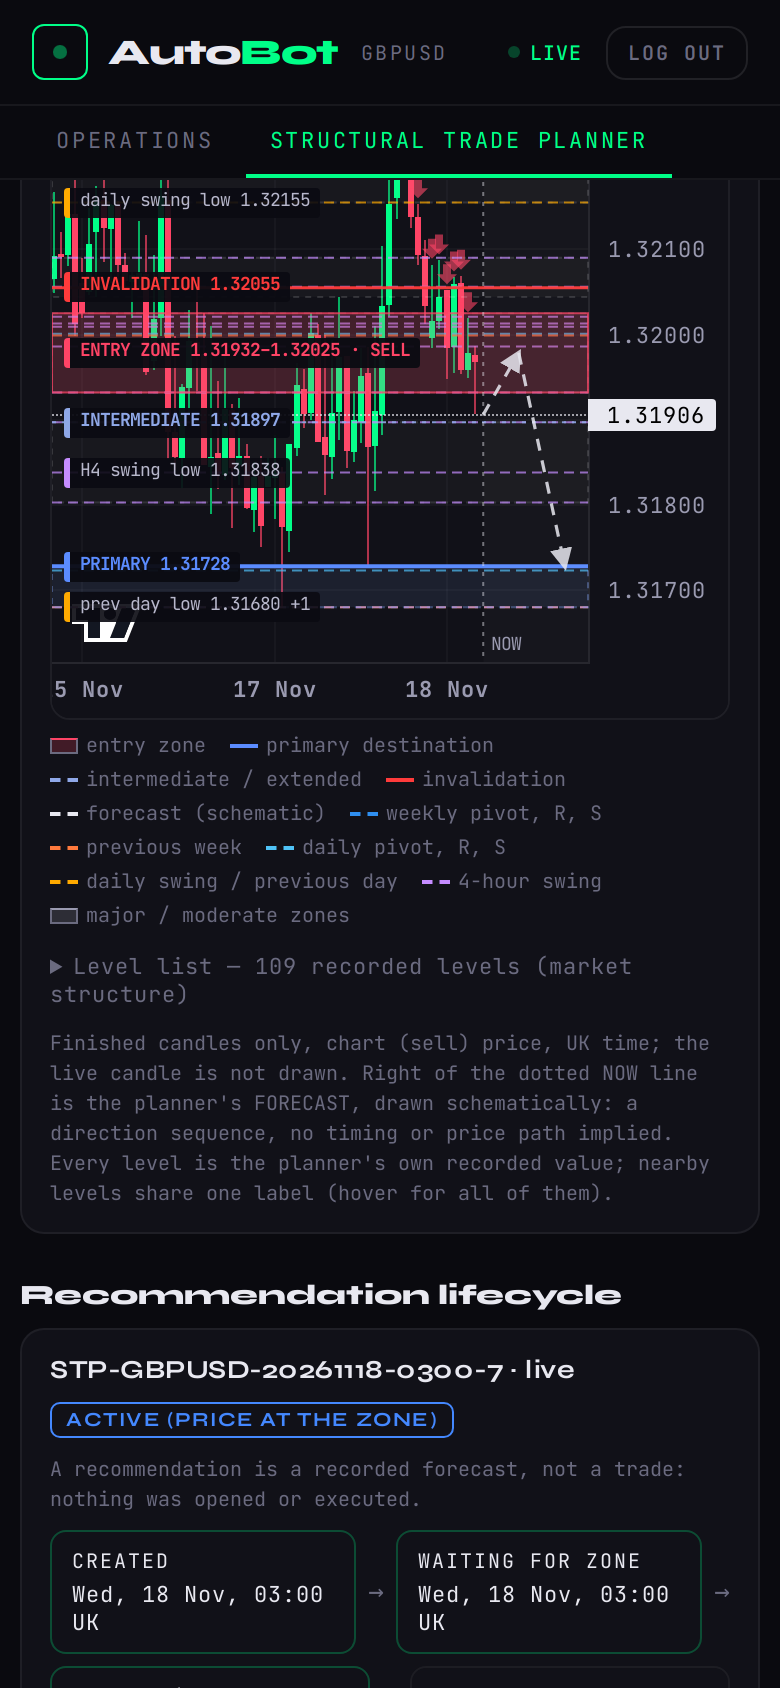 AutoBot GBPUSD LIVE LOG OUT
OPERATIONS STRUCTURAL TRADE PLANNER
daily swing low 1.32155
1.32100
INVALIDATION 1.32055
1.32000
ENTRY ZONE 1.31932–1.32025 · SELL
INTERMEDIATE 1.31897
1.31906
H4 swing low 1.31838
1.31800
PRIMARY 1.31728
1.31700
prev day low 1.31680 +1
NOW
5 Nov 17 Nov 18 Nov
entry zone primary destination
intermediate / extended invalidation
forecast (schematic) weekly pivot, R, S
previous week daily pivot, R, S
daily swing / previous day 4-hour swing
major / moderate zones
▶ Level list — 109 recorded levels (market
structure)
Finished candles only, chart (sell) price, UK time; the
live candle is not drawn. Right of the dotted NOW line
is the planner's FORECAST, drawn schematically: a
direction sequence, no timing or price path implied.
Every level is the planner's own recorded value; nearby
levels share one label (hover for all of them).
Recommendation lifecycle
STP-GBPUSD-20261118-0300-7 · live
ACTIVE (PRICE AT THE ZONE)
A recommendation is a recorded forecast, not a trade:
nothing was opened or executed.
CREATED
Wed, 18 Nov, 03:00
UK
→
WAITING FOR ZONE
Wed, 18 Nov, 03:00
UK
→